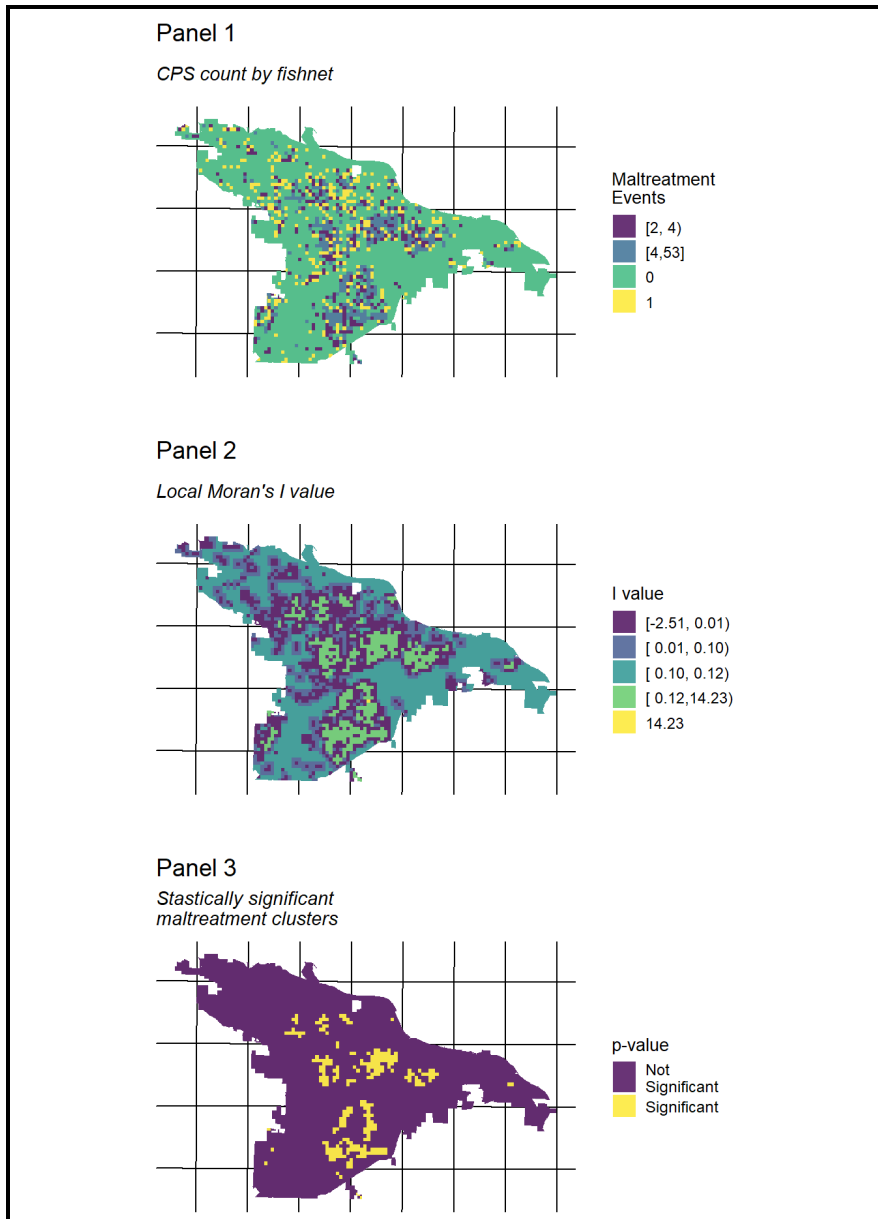 Panel 1
CPS count by fishnet
Maltreatment
Events
[2, 4)
[4,53]
0
1
Panel 2
Local Moran's I value
I value
[-2.51, 0.01)
[ 0.01, 0.10)
[ 0.10, 0.12)
[ 0.12,14.23)
14.23
Panel 3
Stastically significant
maltreatment clusters
p-value
Not
Significant
Significant